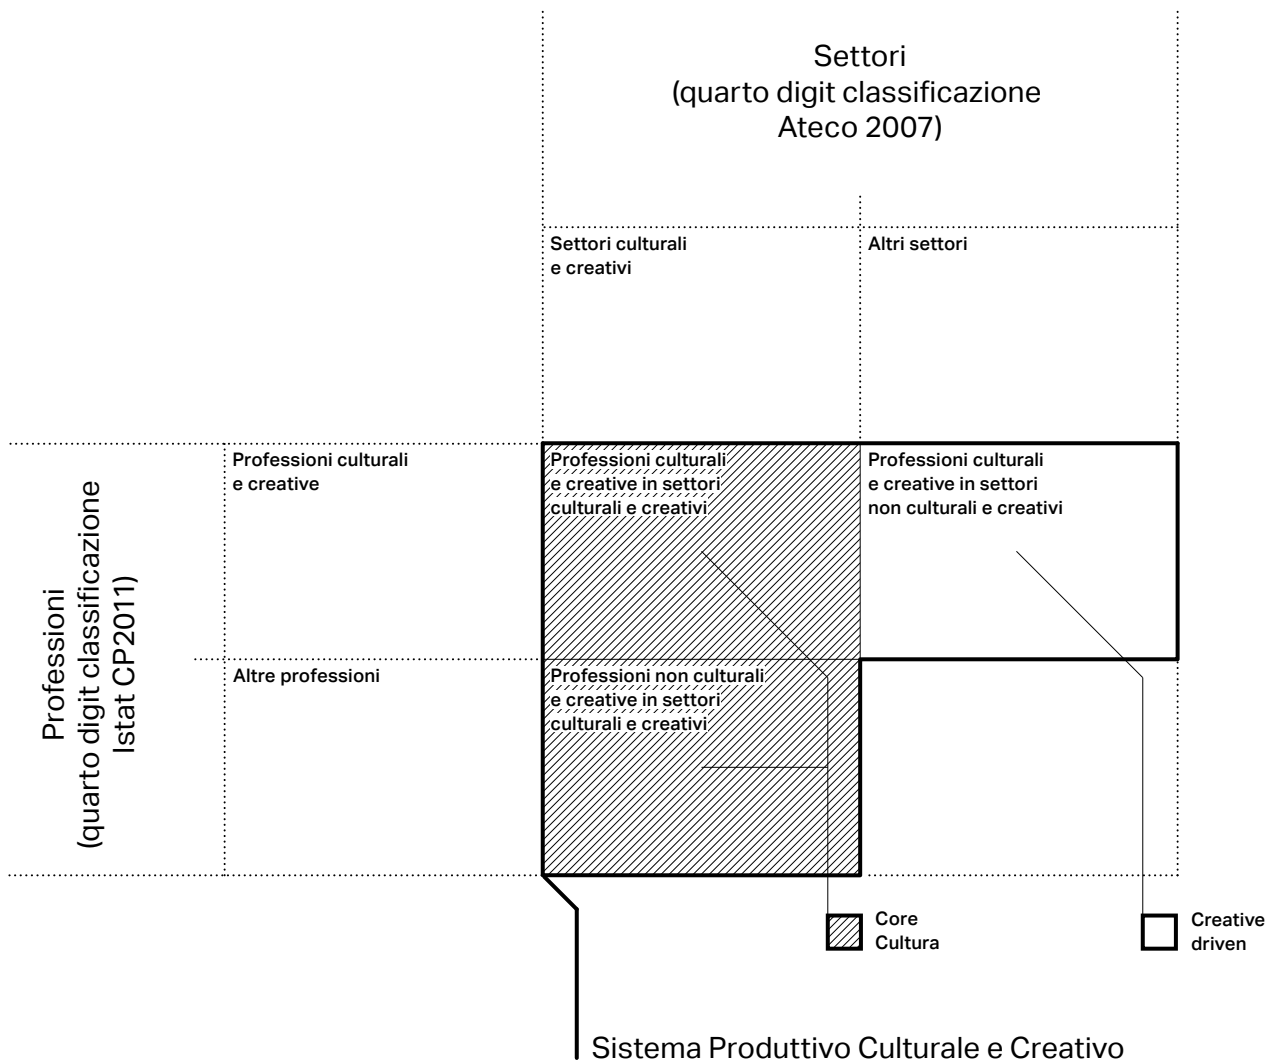 Settori
(quarto digit classificazione
Ateco 2007)
Settori culturali
e creativi
Altri settori
Professioni
(quarto digit classificazione
Istat CP2011)
Professioni culturali
e creative
Professioni culturali
e creative in settori
culturali e creativi
Professioni culturali
e creative in settori
non culturali e creativi
Altre professioni
Professioni non culturali
e creative in settori
culturali e creativi
Core
Cultura
Creative
driven
Sistema Produttivo Culturale e Creativo